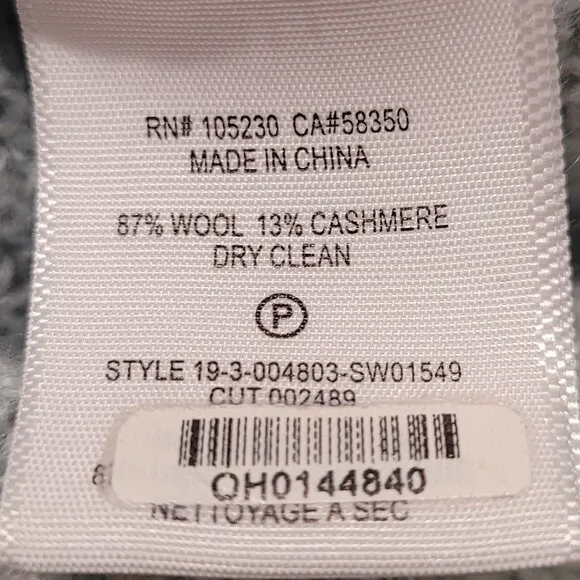 RN# 105230 CA#58350
MADE IN CHINA
87% WOOL 13% CASHMERE
DRY CLEAN
P
STYLE 19-3-004803-SW01549
CUT 002489
QH0144840
NETTOYAGE A SEC